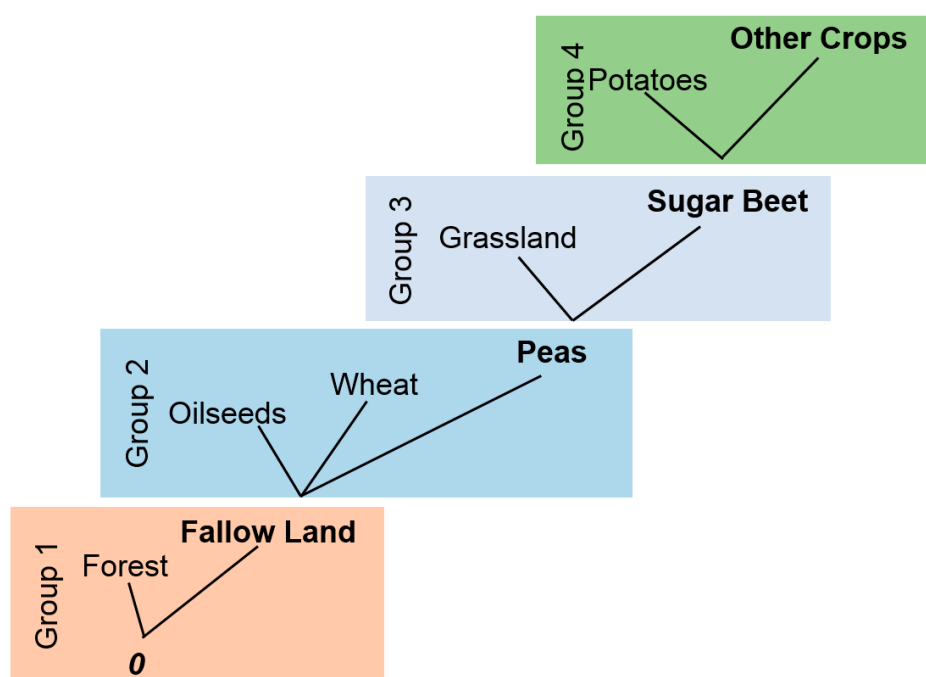 Group 4
Potatoes
Other Crops
Group 3
Grassland
Sugar Beet
Group 2
Oilseeds
Wheat
Peas
Group 1
Forest
Fallow Land
0